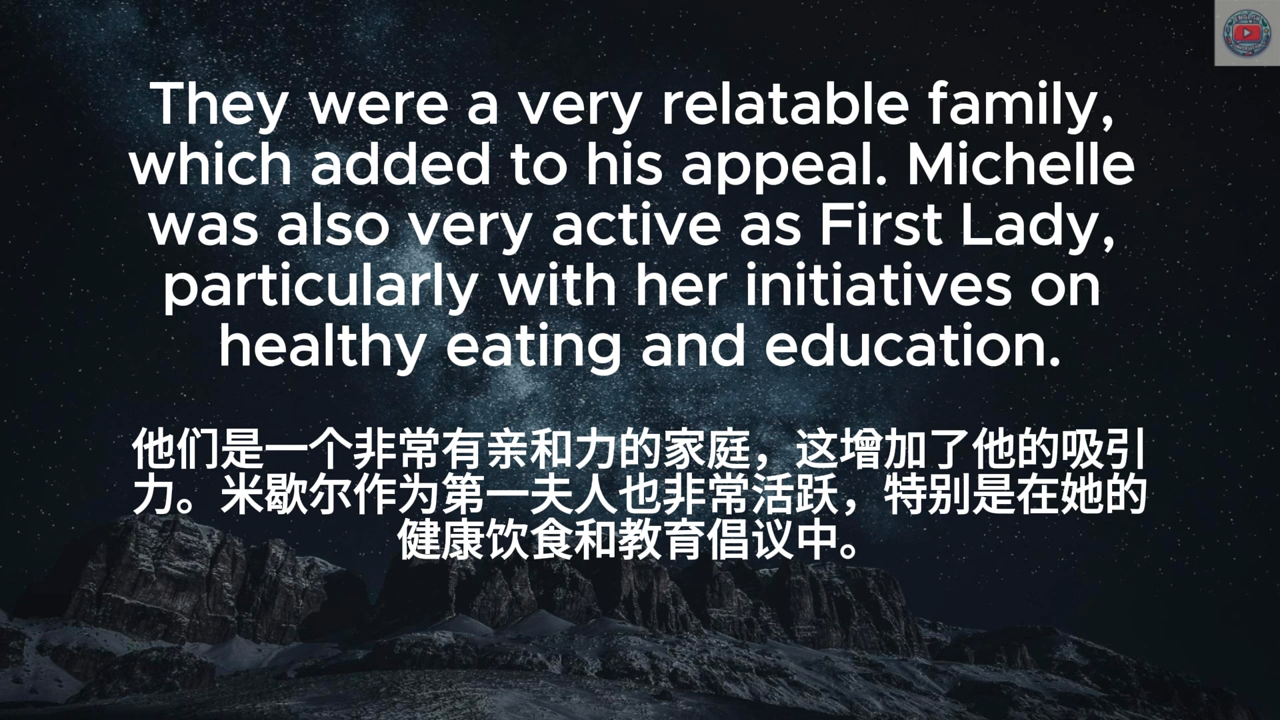 They were a very relatable family,
which added to his appeal. Michelle
was also very active as First Lady,
particularly with her initiatives on
healthy eating and education.
他们是一个非常有亲和力的家庭，这增加了他的吸引
力。米歇尔作为第一夫人也非常活跃，特别是在她的
健康饮食和教育倡议中。